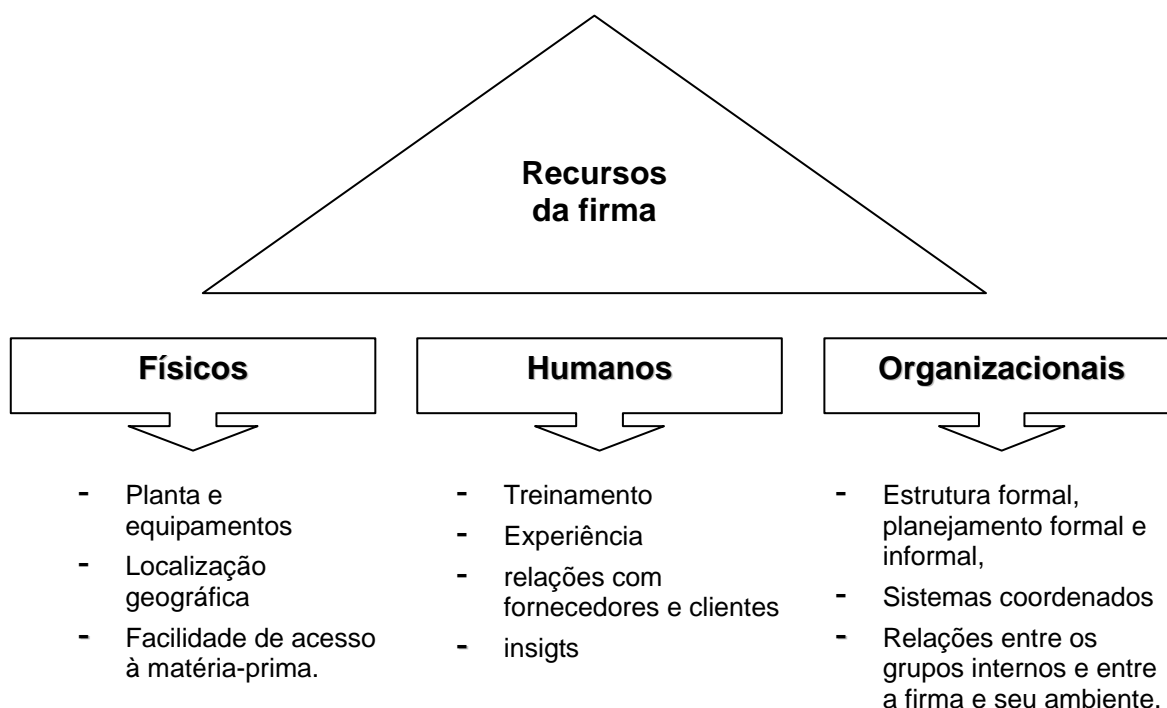 Recursos
da firma
Físicos
- Planta e
equipamentos
- Localização
geográfica
- Facilidade de acesso
à matéria-prima.
Humanos
- Treinamento
- Experiência
- relações com
fornecedores e clientes
- insigts
Organizacionais
- Estrutura formal,
planejamento formal e
informal,
- Sistemas coordenados
- Relações entre os
grupos internos e entre
a firma e seu ambiente.